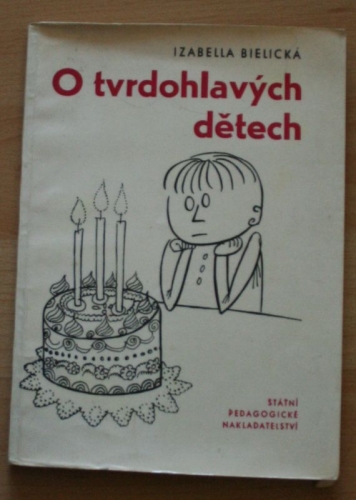 IZABELLA BIELICKÁ
O tvrdohlavých
dětech
STÁTNÍ
PEDAGOGICKÉ
NAKLADATELSTVÍ